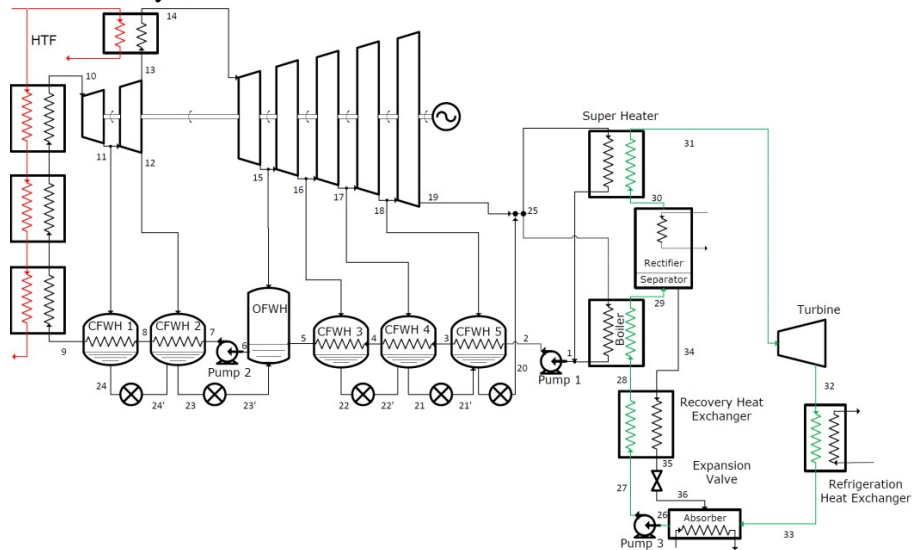 14
HTF
13
10
Super Heater
31
11
12
15
16
17
18
19
25
30
Rectifier
Separator
29
Turbine
OFWH
CFWH 1
CFWH 2
CFWH 3
CFWH 4
CFWH 5
Boiler
34
9
8
7
6
5
4
3
2
1
Pump 2
Pump 1
20
32
28
24
24'
23
23'
22
22'
21
21'
Recovery Heat
Exchanger
35
Expansion
Valve
Refrigeration
Heat Exchanger
27
36
26
Absorber
33
Pump 3